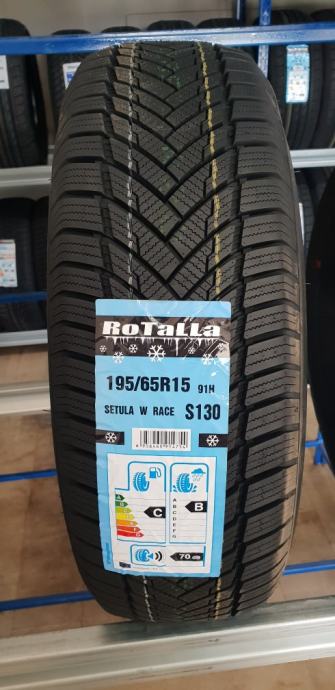 RoTaLLa
195/65R15 91H
SETULA W RACE S130
A
B
C
B
A
B
C
D
E
F
G
70 dB